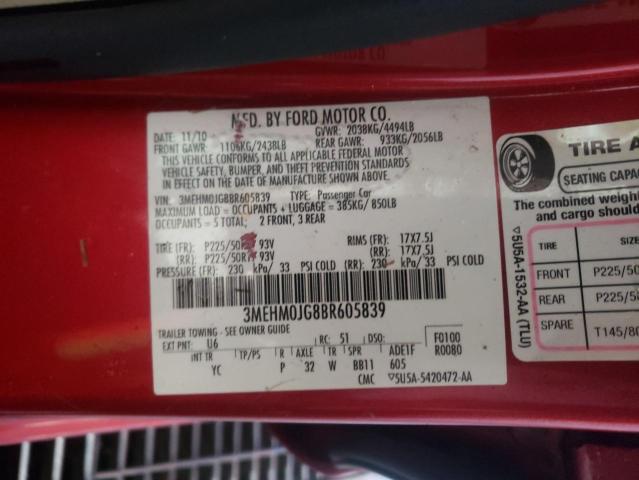 MFD. BY FORD MOTOR CO.
DATE: 11/10 GVWR: 2038KG/4494LB
FRONT GAWR: 1106KG/2438LB REAR GAWR: 933KG/2056LB
THIS VEHICLE CONFORMS TO ALL APPLICABLE FEDERAL MOTOR
VEHICLE SAFETY, BUMPER, AND THEFT PREVENTION STANDARDS
IN EFFECT ON THE DATE OF MANUFACTURE SHOWN ABOVE.
VIN: 3MEHM0JG8BR605839 TYPE: Passenger Car
MAXIMUM LOAD = OCCUPANTS + LUGGAGE = 385KG/850LB
OCCUPANTS = 5 TOTAL; 2 FRONT, 3 REAR
TIRE (FR): P225/50R17 93V RIMS (FR): 17X7.5J
(RR): P225/50R17 93V (RR): 17X7.5J
PRESSURE (FR): 230 kPa/33 PSI COLD (RR): 230 kPa/33 PSI COLD
3MEHM0JG8BR605839
TRAILER TOWING - SEE OWNER GUIDE
EXT PNT: U6 RC: 51 DSO: F0100
R0080
INT TR TP/PS R AXLE TR SPR ADE1F
YC P 32 W BB11 605
CMC ▽5U5A-5420472-AA
TIRE A
SEATING CAPAC
The combined weight
and cargo should
▽5U5A-1532-AA (TLU)
TIRE SIZE
FRONT P225/50
REAR P225/5
SPARE T145/80